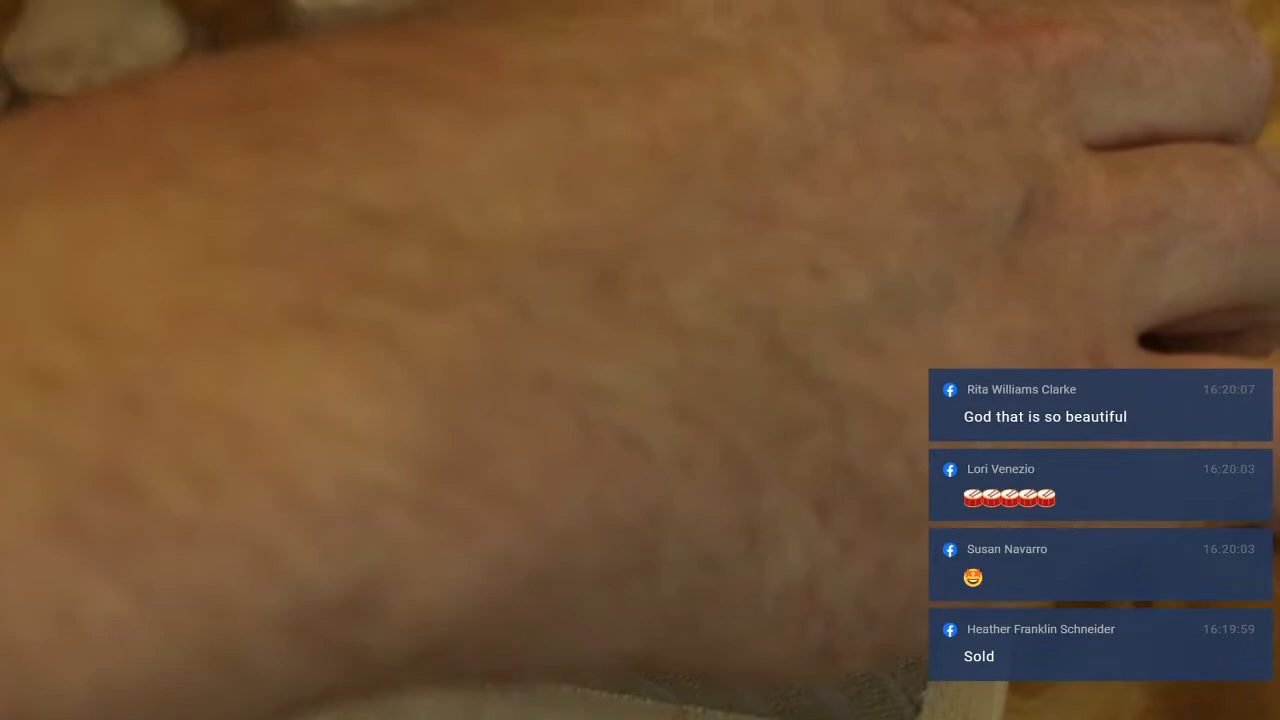 Rita Williams Clarke 16:20:07
God that is so beautiful
Lori Venezio 16:20:03
🥁🥁🥁🥁🥁
Susan Navarro 16:20:03
🤩
Heather Franklin Schneider 16:19:59
Sold